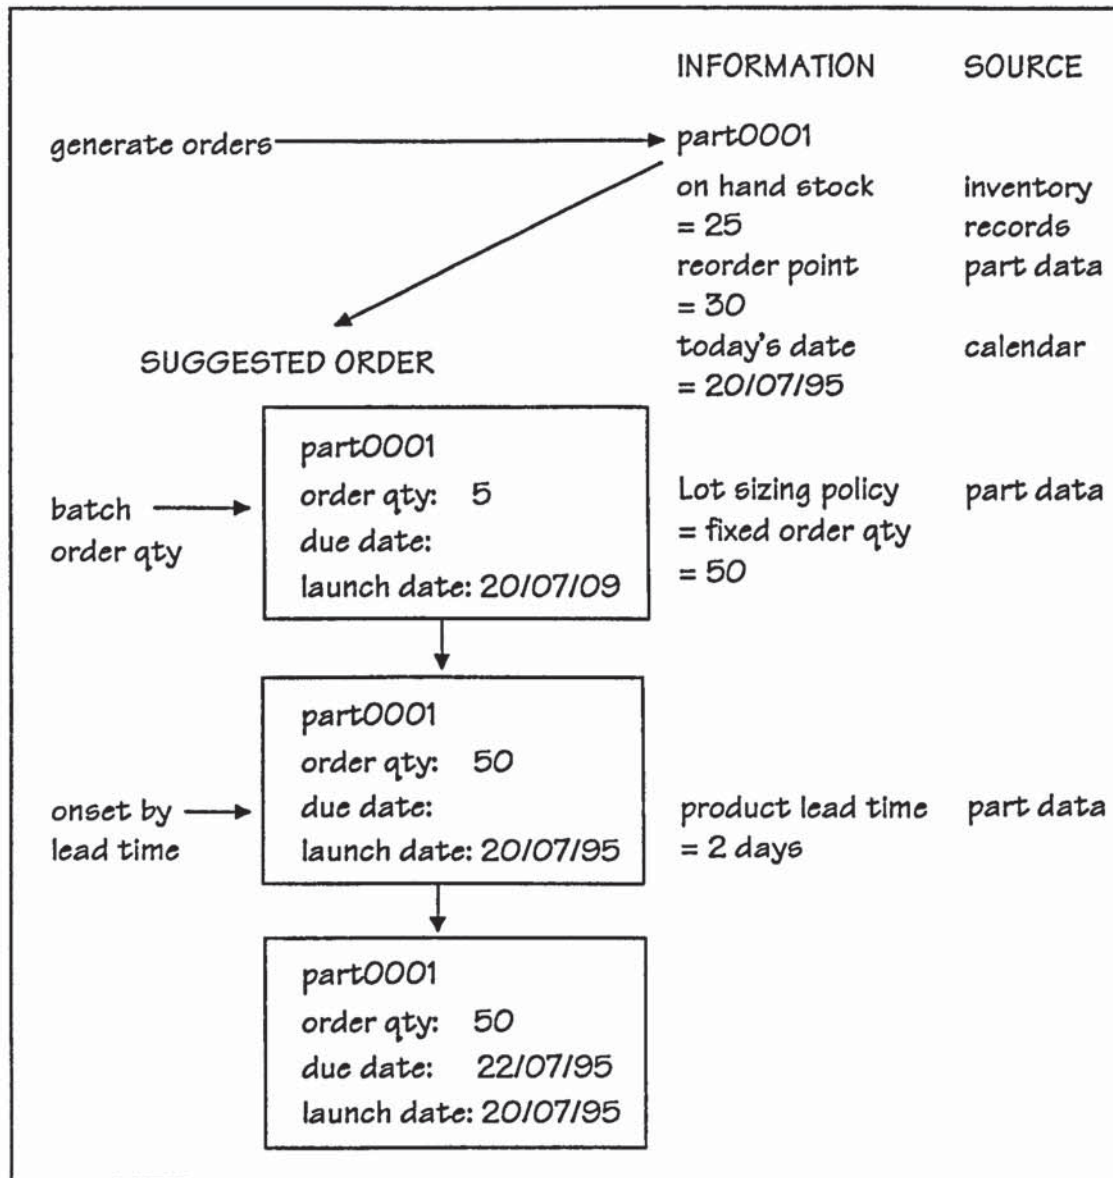 INFORMATION SOURCE
generate orders part0001
on hand stock inventory
= 25 records
reorder point part data
= 30
SUGGESTED ORDER today's date calendar
= 20/07/95
part0001
batch order qty: 5 Lot sizing policy part data
order qty due date: = fixed order qty
launch date: 20/07/09 = 50
part0001
order qty: 50
onset by due date: product lead time part data
lead time launch date: 20/07/95 = 2 days
part0001
order qty: 50
due date: 22/07/95
launch date: 20/07/95